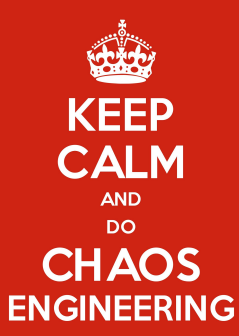 KEEP
CALM
AND
DO
CHAOS
ENGINEERING